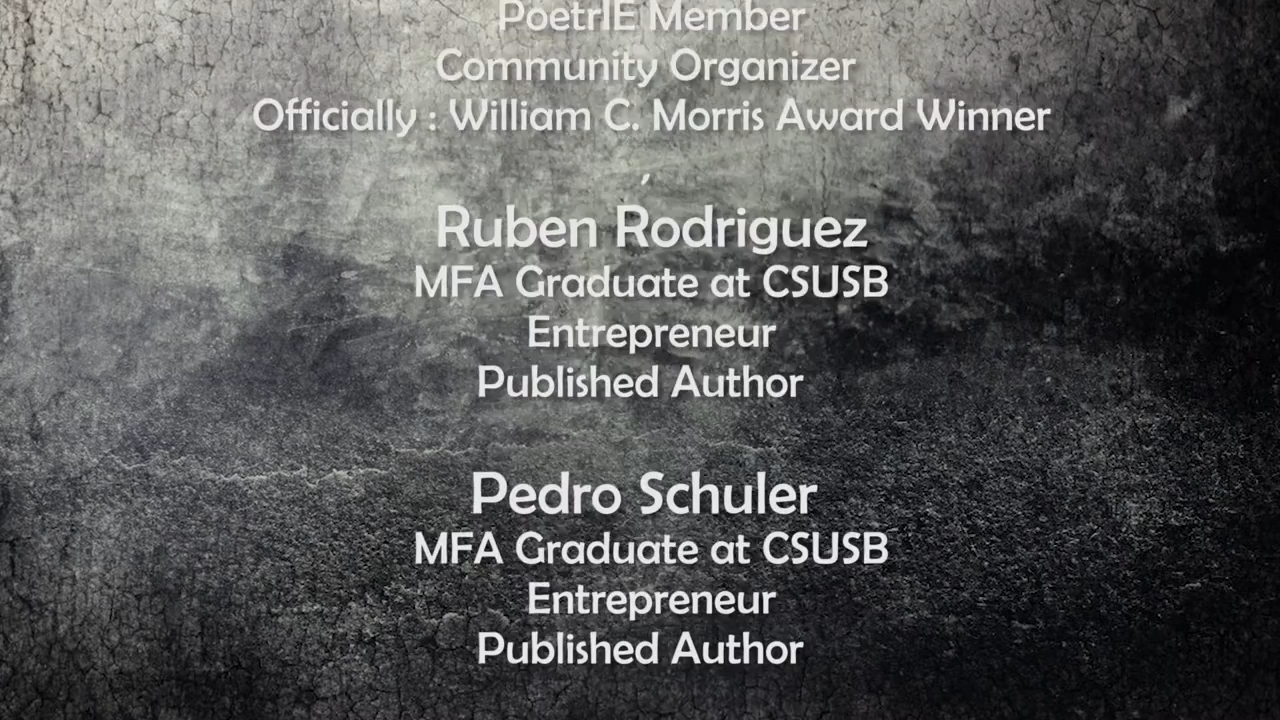 PoetrIE Member
Community Organizer
Officially : William C. Morris Award Winner
,
Ruben Rodriguez
MFA Graduate at CSUSB
Entrepreneur
Published Author
Pedro Schuler
MFA Graduate at CSUSB
Entrepreneur
Published Author